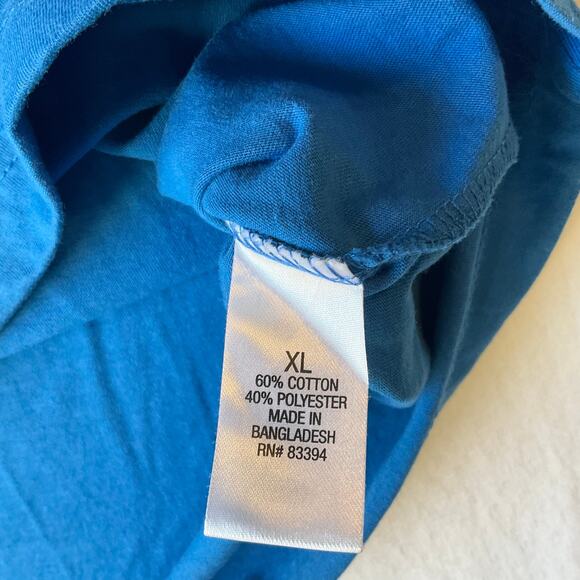 XL
60% COTTON
40% POLYESTER
MADE IN
BANGLADESH
RN# 83394